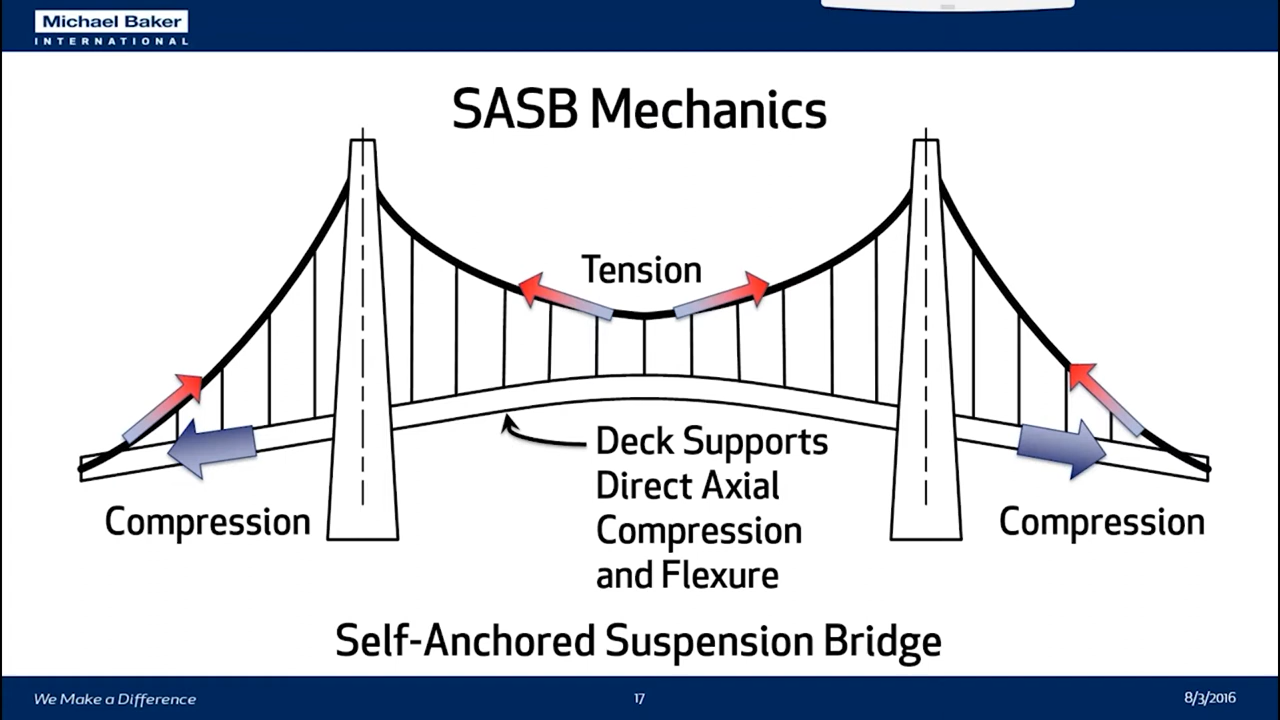 Michael Baker
INTERNATIONAL
SASB Mechanics
Tension
Deck Supports
Direct Axial
Compression
and Flexure
Compression
Compression
Self-Anchored Suspension Bridge
We Make a Difference
17
8/3/2016